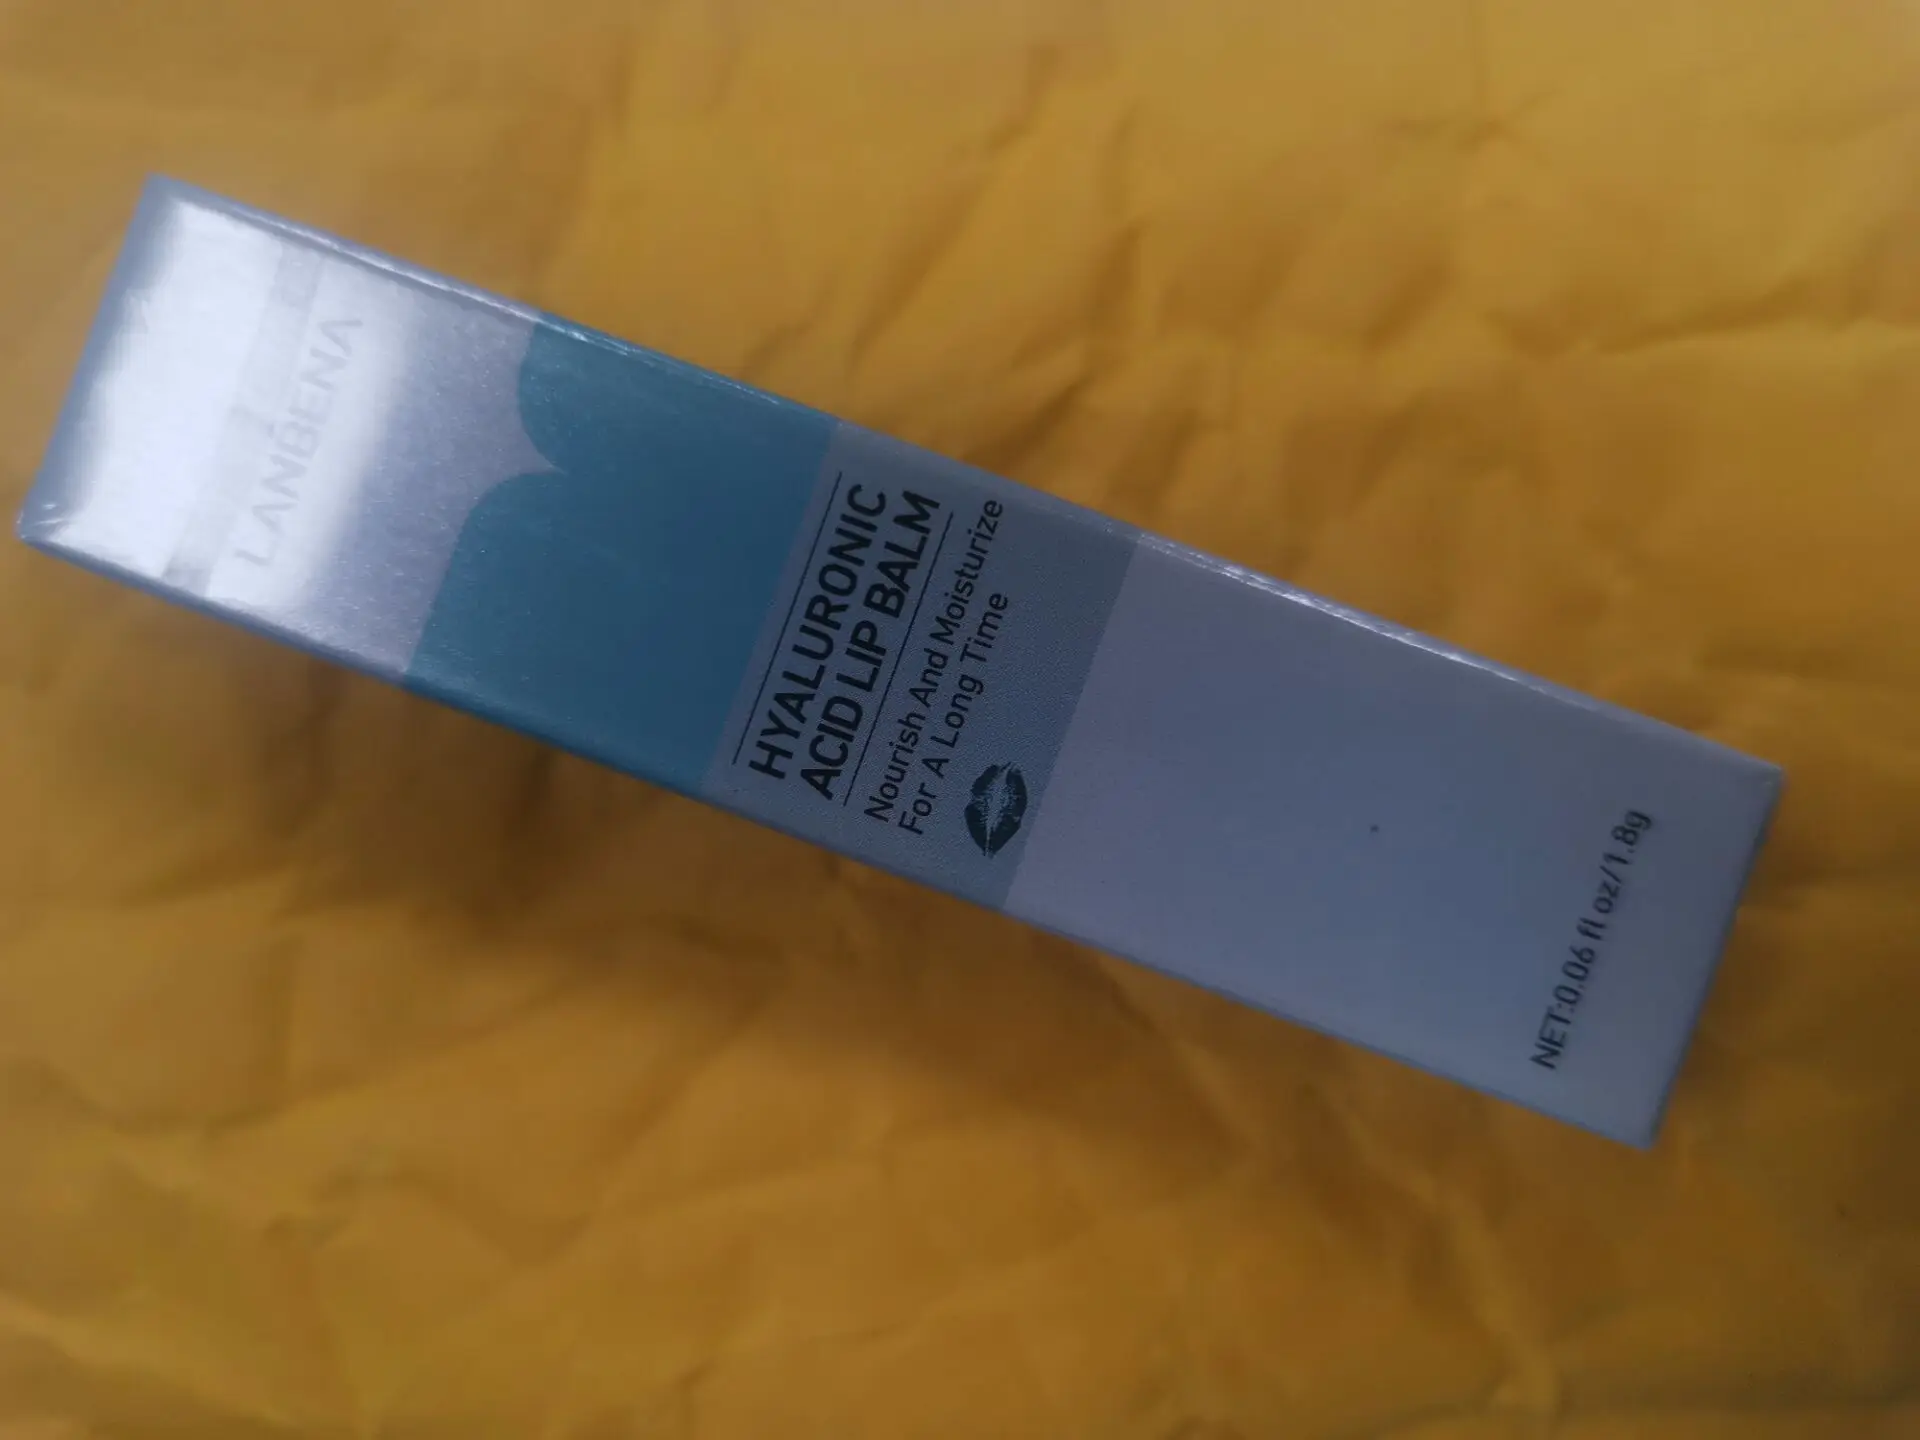 LANBENA
HYALURONIC
ACID LIP BALM
Nourish And Moisturize
For A Long Time
NET:0.06 fl oz/1.8g